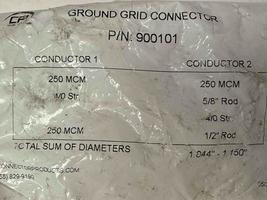 GROUND GRID CONNECTOR
P/N: 900101
CONDUCTOR 1 CONDUCTOR 2
250 MCM 250 MCM
4/0 Str. 5/8" Rod
4/0 Str.
250 MCM 1/2" Rod
TOTAL SUM OF DIAMETERS 1.044" - 1.150"